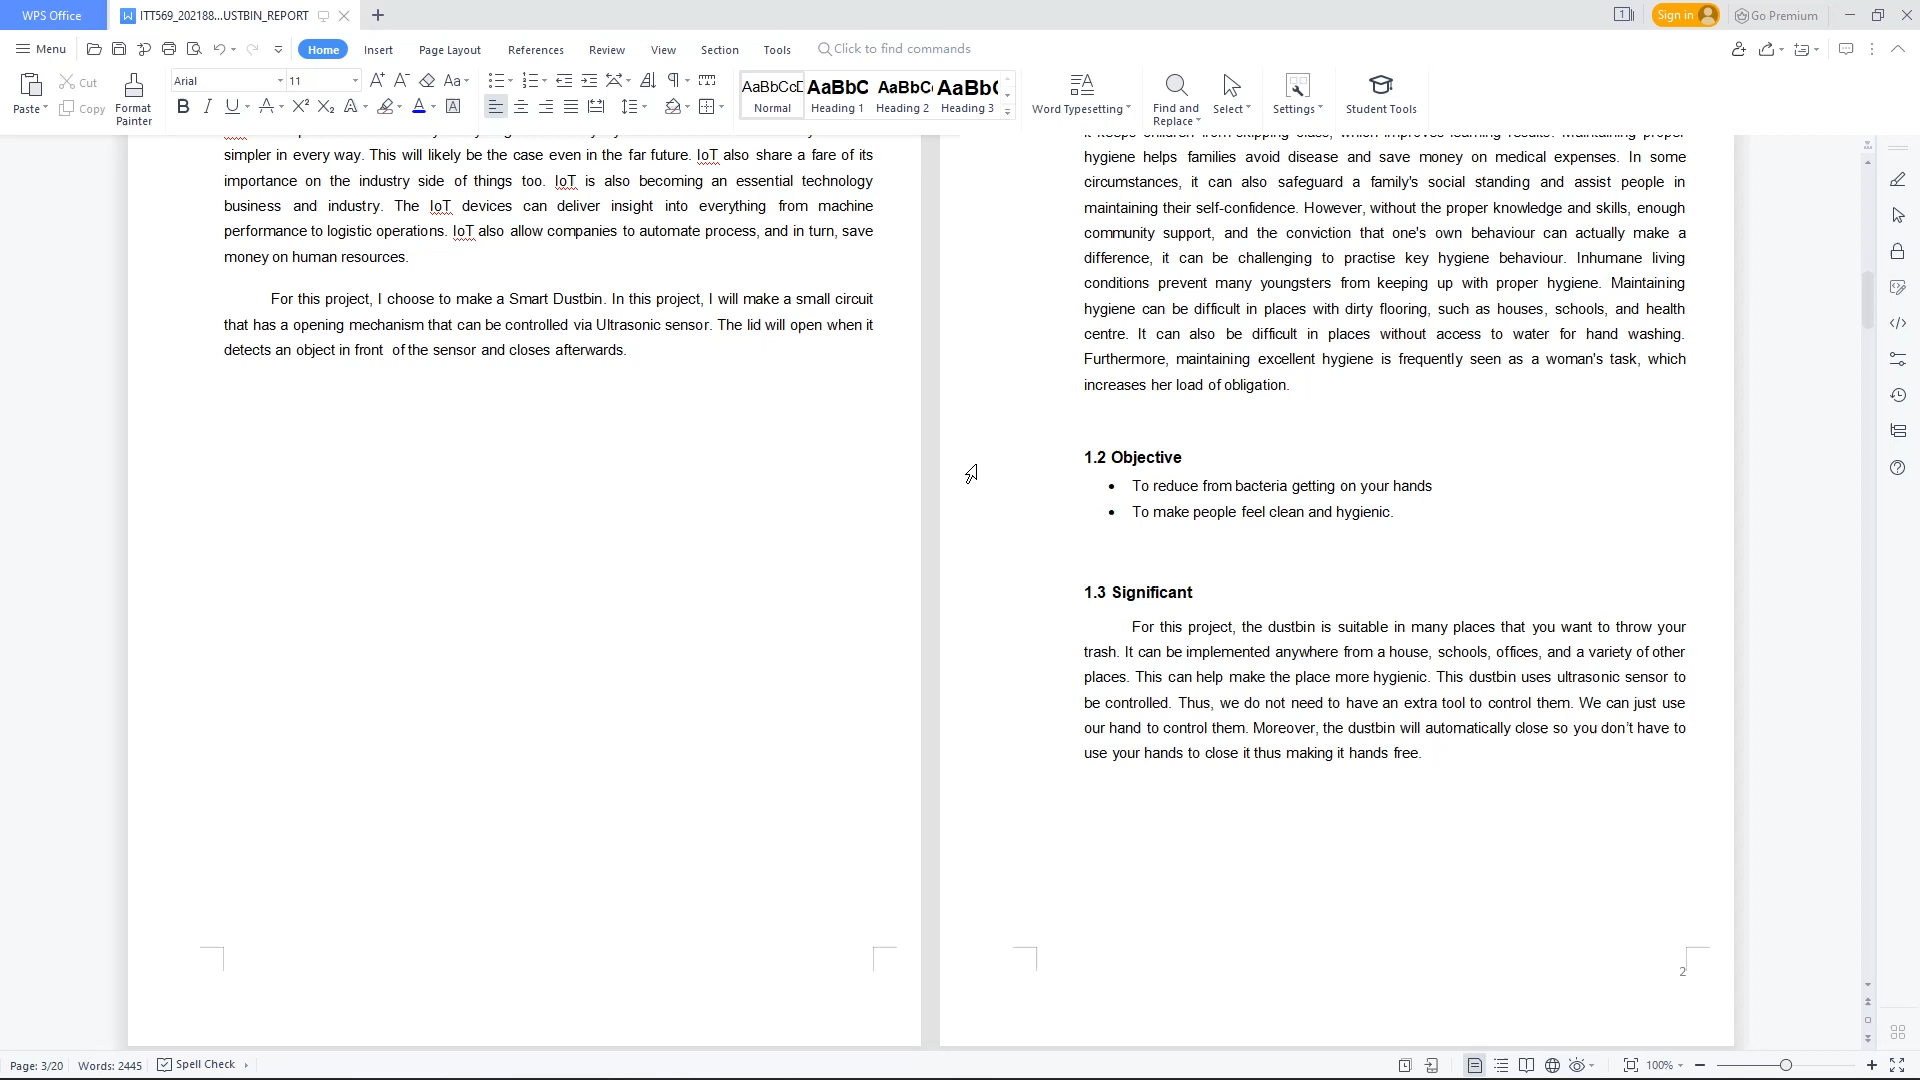 WPS Office
ITT569_202188...USTBIN_REPORT
1
Sign in
Go Premium
Menu
Home
Insert
Page Layout
References
Review
View
Section
Tools
Click to find commands
Paste
Cut
Copy
Format
Painter
Arial
11
AaBbCcD
Normal
AaBbC
Heading 1
AaBbC
Heading 2
AaBbC
Heading 3
Word Typesetting
Find and
Replace
Select
Settings
Student Tools
simpler in every way. This will likely be the case even in the far future. IoT also share a fare of its
importance on the industry side of things too. IoT is also becoming an essential technology
business and industry. The IoT devices can deliver insight into everything from machine
performance to logistic operations. IoT also allow companies to automate process, and in turn, save
money on human resources.
For this project, I choose to make a Smart Dustbin. In this project, I will make a small circuit
that has a opening mechanism that can be controlled via Ultrasonic sensor. The lid will open when it
detects an object in front of the sensor and closes afterwards.
it keeps children from skipping class, which improves learning results. Maintaining proper
hygiene helps families avoid disease and save money on medical expenses. In some
circumstances, it can also safeguard a family's social standing and assist people in
maintaining their self-confidence. However, without the proper knowledge and skills, enough
community support, and the conviction that one's own behaviour can actually make a
difference, it can be challenging to practise key hygiene behaviour. Inhumane living
conditions prevent many youngsters from keeping up with proper hygiene. Maintaining
hygiene can be difficult in places with dirty flooring, such as houses, schools, and health
centre. It can also be difficult in places without access to water for hand washing.
Furthermore, maintaining excellent hygiene is frequently seen as a woman's task, which
increases her load of obligation.
1.2 Objective
• To reduce from bacteria getting on your hands
• To make people feel clean and hygienic.
1.3 Significant
For this project, the dustbin is suitable in many places that you want to throw your
trash. It can be implemented anywhere from a house, schools, offices, and a variety of other
places. This can help make the place more hygienic. This dustbin uses ultrasonic sensor to
be controlled. Thus, we do not need to have an extra tool to control them. We can just use
our hand to control them. Moreover, the dustbin will automatically close so you don’t have to
use your hands to close it thus making it hands free.
2
Page: 3/20
Words: 2445
Spell Check
100%